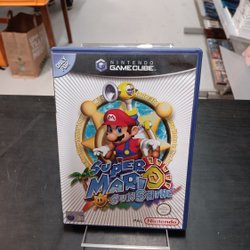 NINTENDO
GAMECUBE
SUPER
MARIO
SUNSHINE
PAL
Nintendo